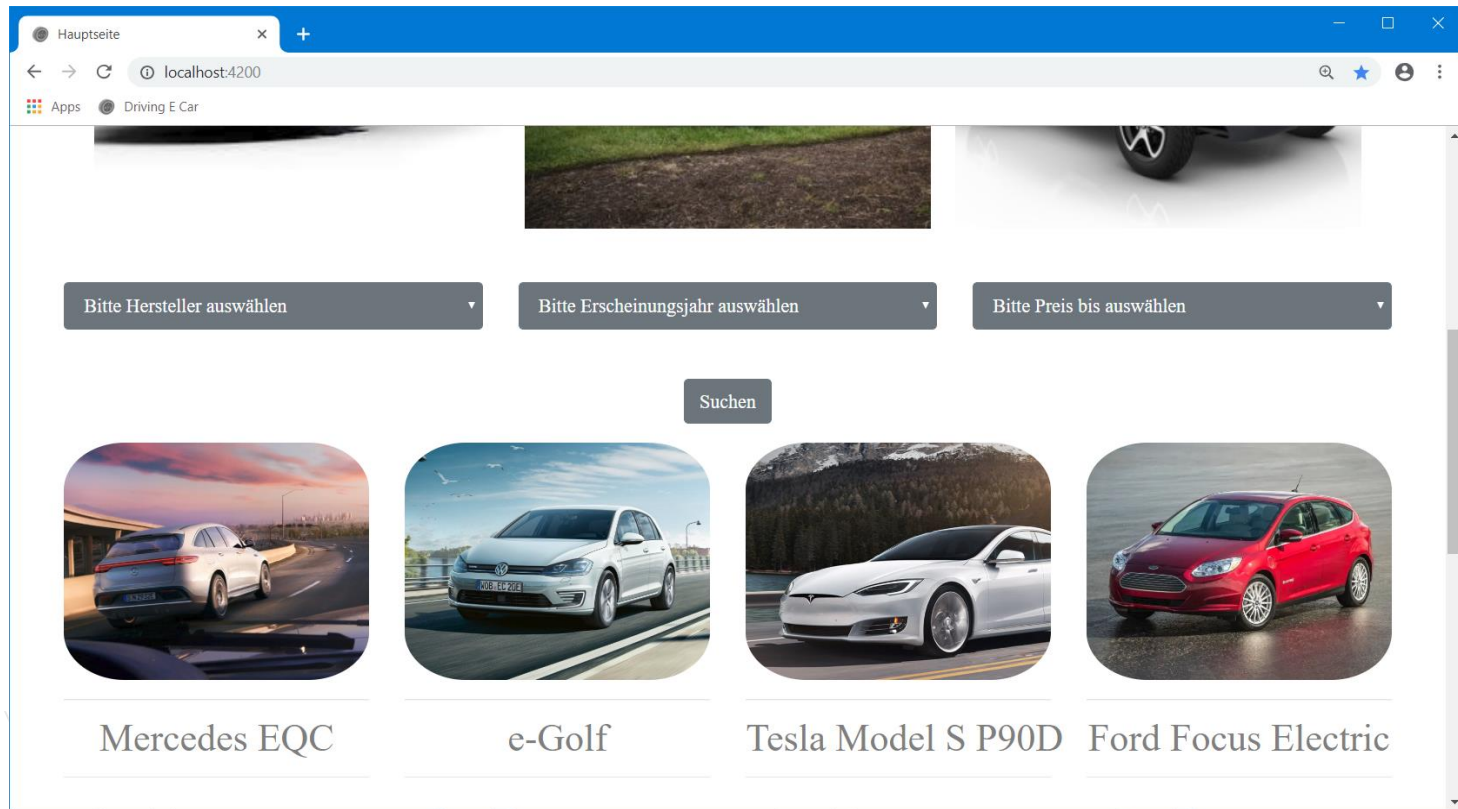 Hauptseite
localhost:4200
Apps Driving E Car
Bitte Hersteller auswählen Bitte Erscheinungsjahr auswählen Bitte Preis bis auswählen
Suchen
Mercedes EQC e-Golf Tesla Model S P90D Ford Focus Electric